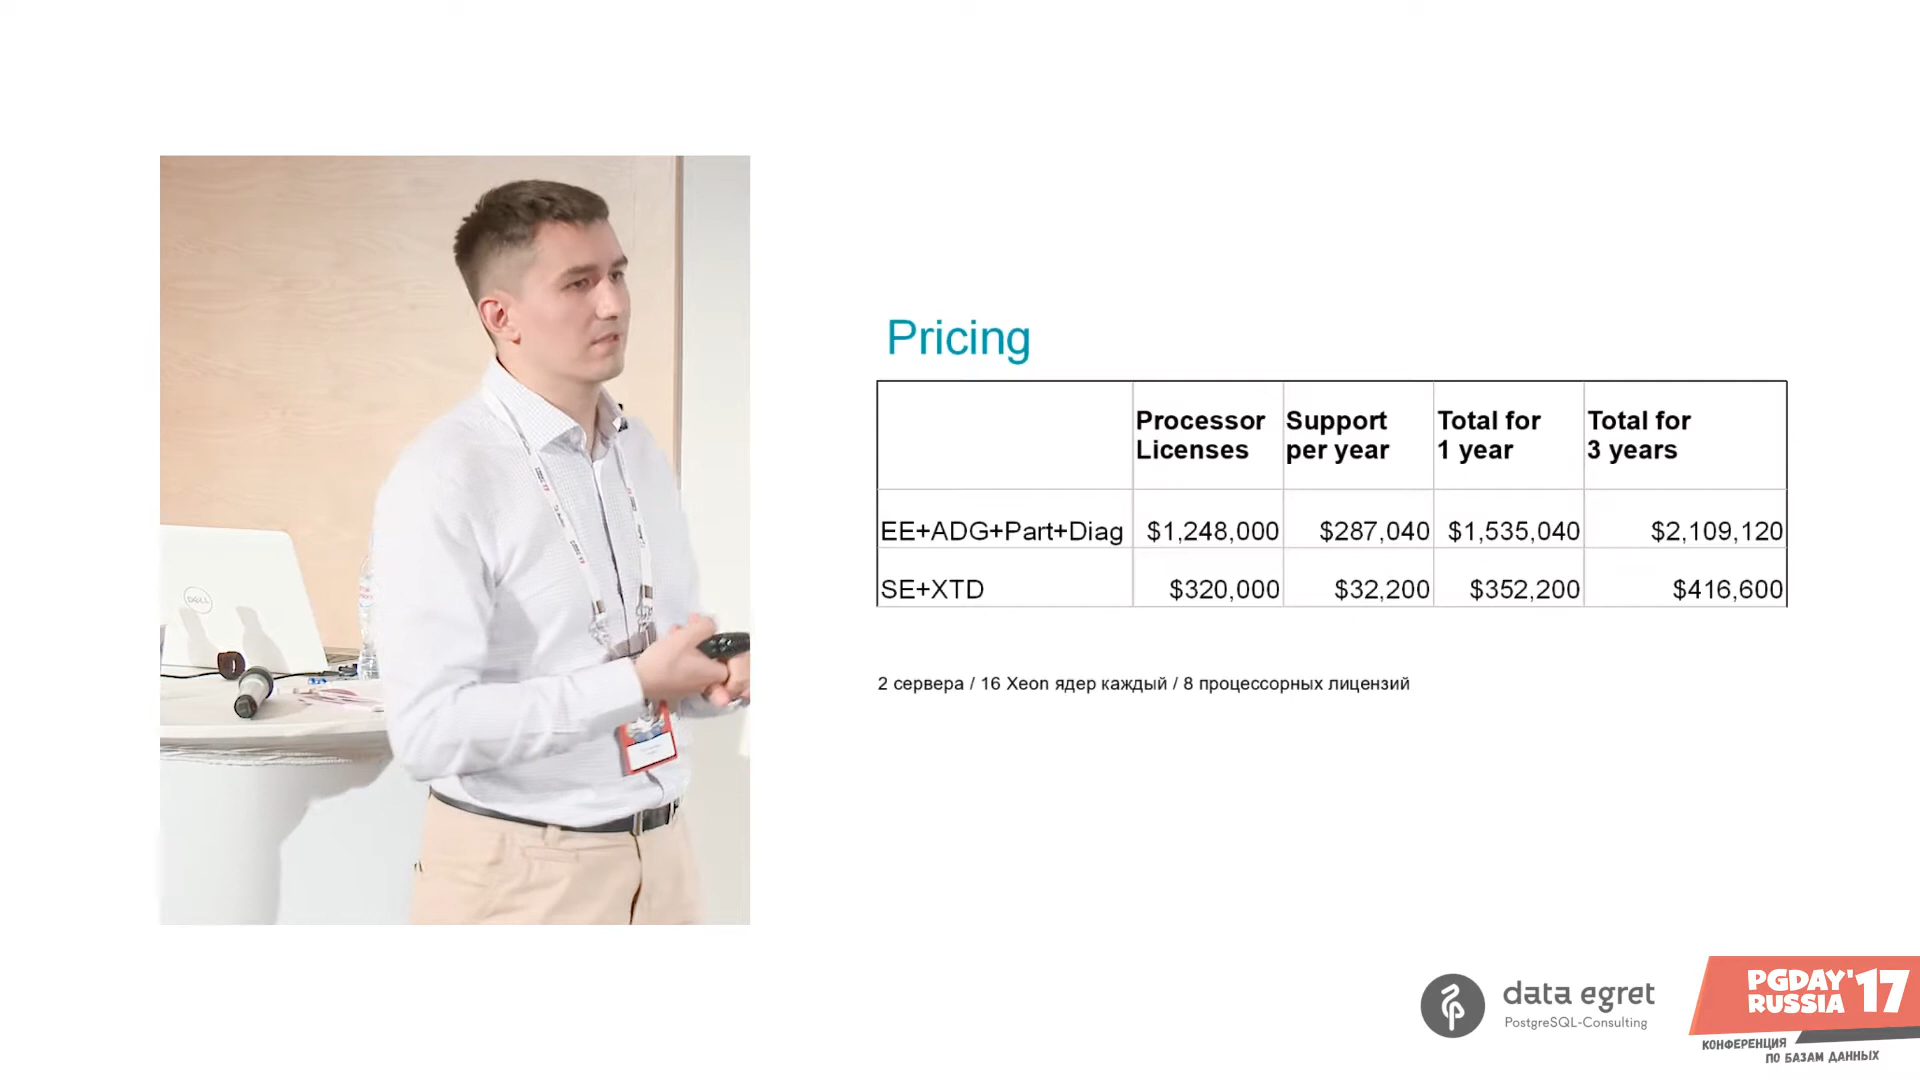 Pricing
Processor Licenses
Support per year
Total for 1 year
Total for 3 years
EE+ADG+Part+Diag $1,248,000 $287,040 $1,535,040 $2,109,120
SE+XTD $320,000 $32,200 $352,200 $416,600
2 сервера / 16 Xeon ядер каждый / 8 процессорных лицензий
DELL
data egret
PostgreSQL-Consulting
PGDAY'17
RUSSIA
КОНФЕРЕНЦИЯ
ПО БАЗАМ ДАННЫХ